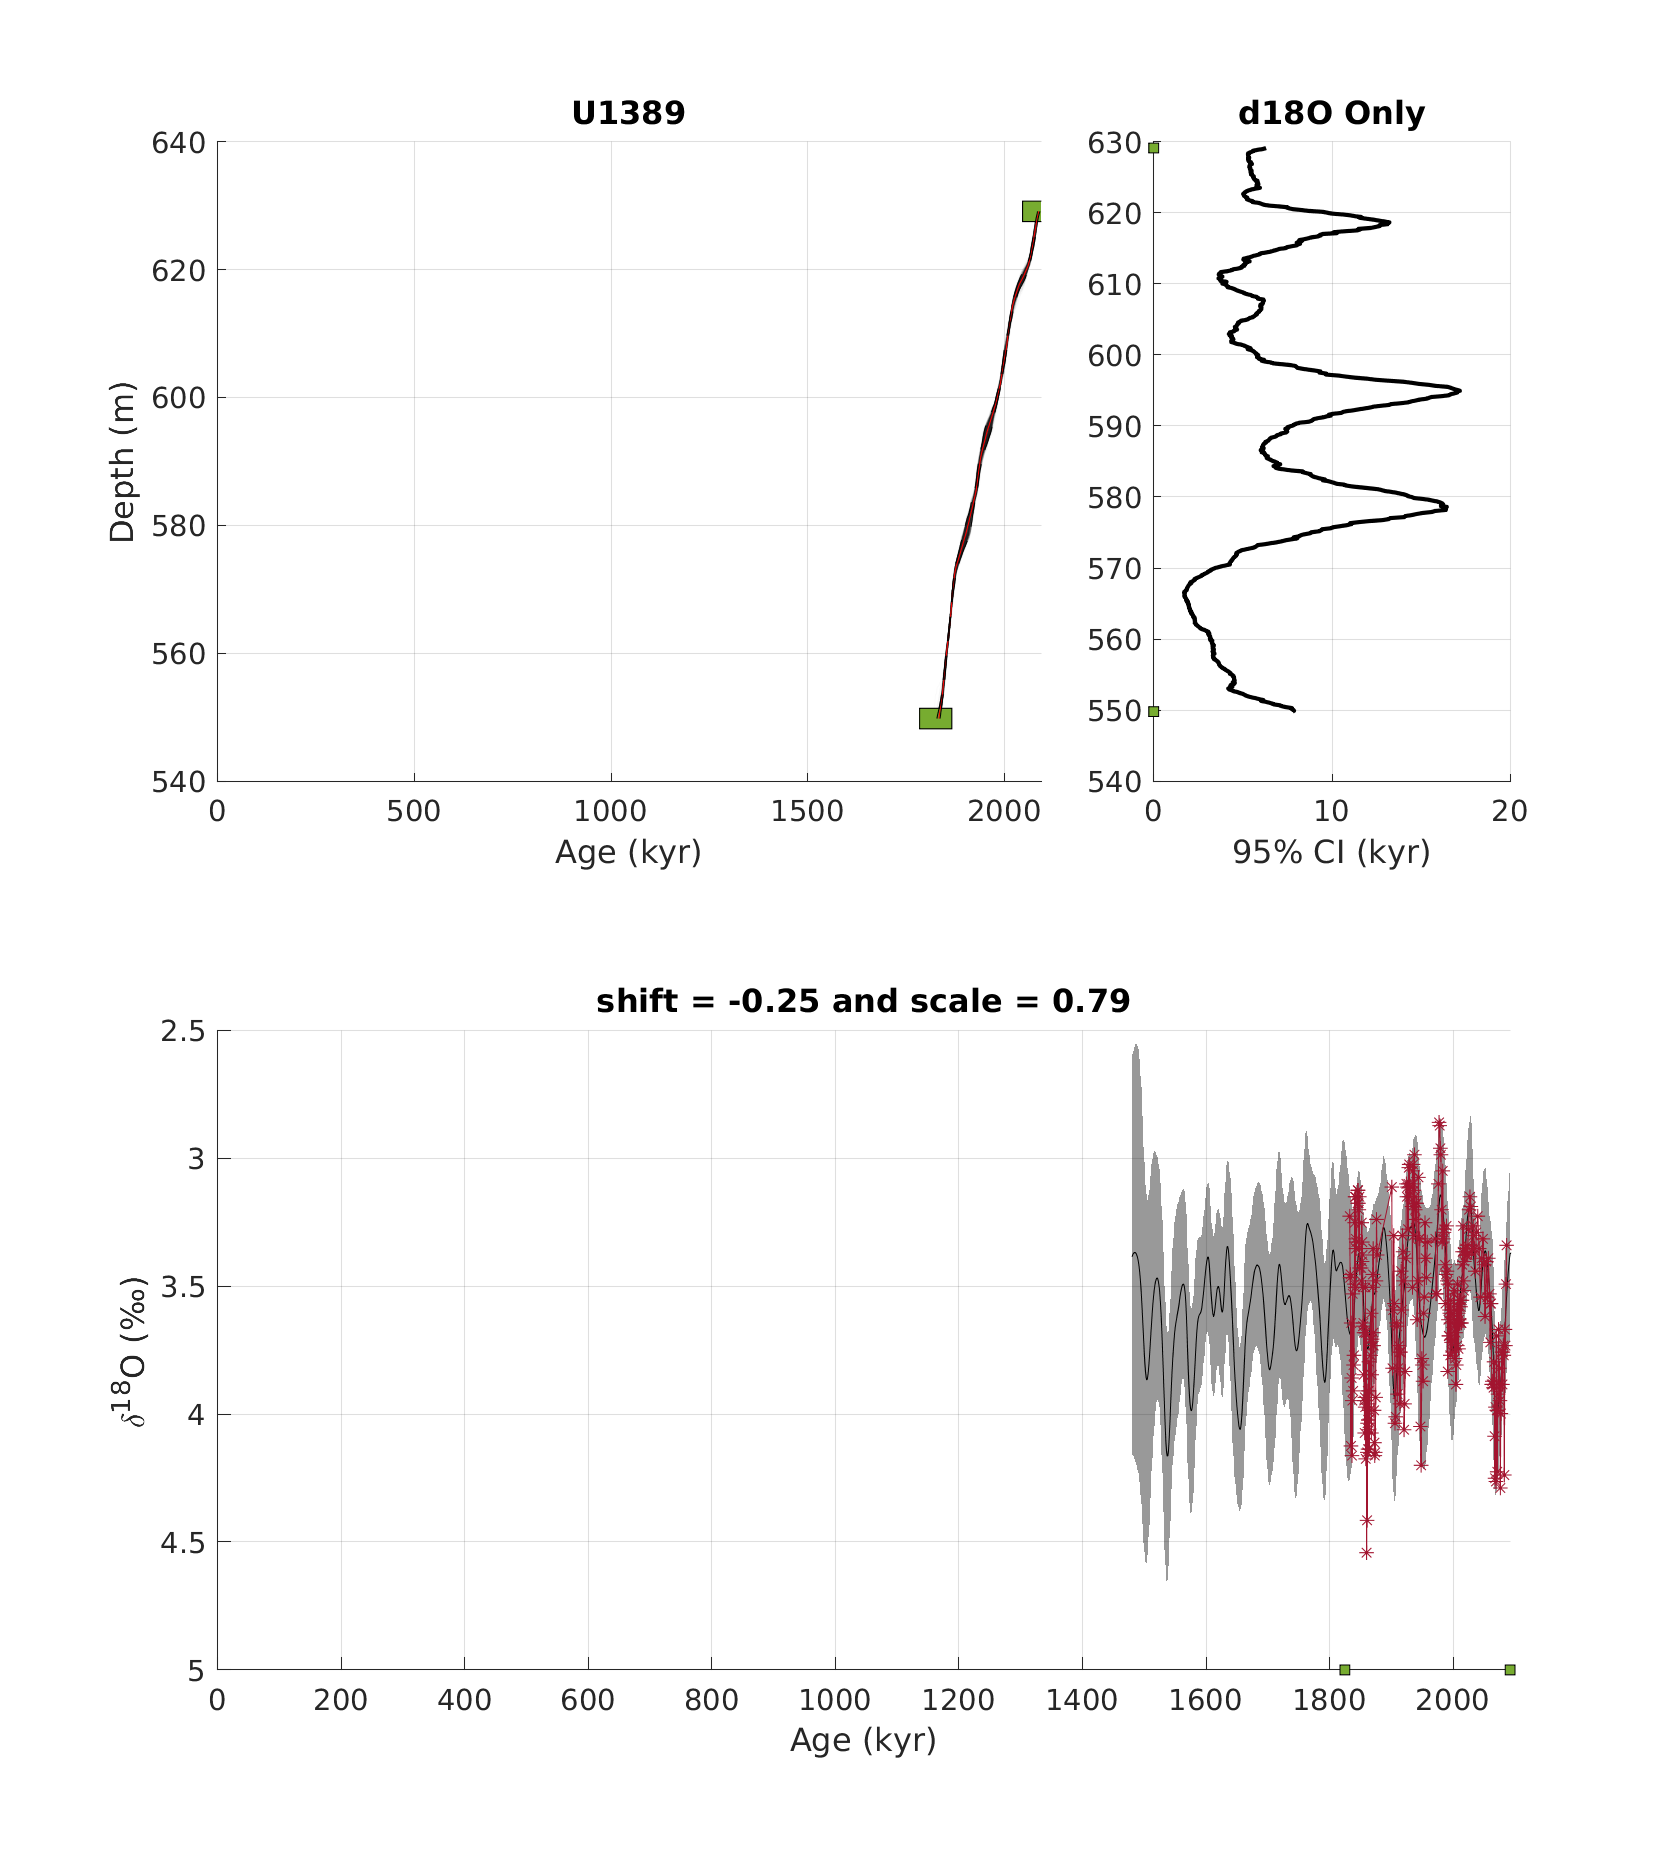 U1389
640
620
600
580
560
540
Depth (m)
0 500 1000 1500 2000
Age (kyr)
d18O Only
630
620
610
600
590
580
570
560
550
540
0 10 20
95% CI (kyr)
shift = -0.25 and scale = 0.79
2.5
3
3.5
4
4.5
5
δ18O (‰)
0 200 400 600 800 1000 1200 1400 1600 1800 2000
Age (kyr)